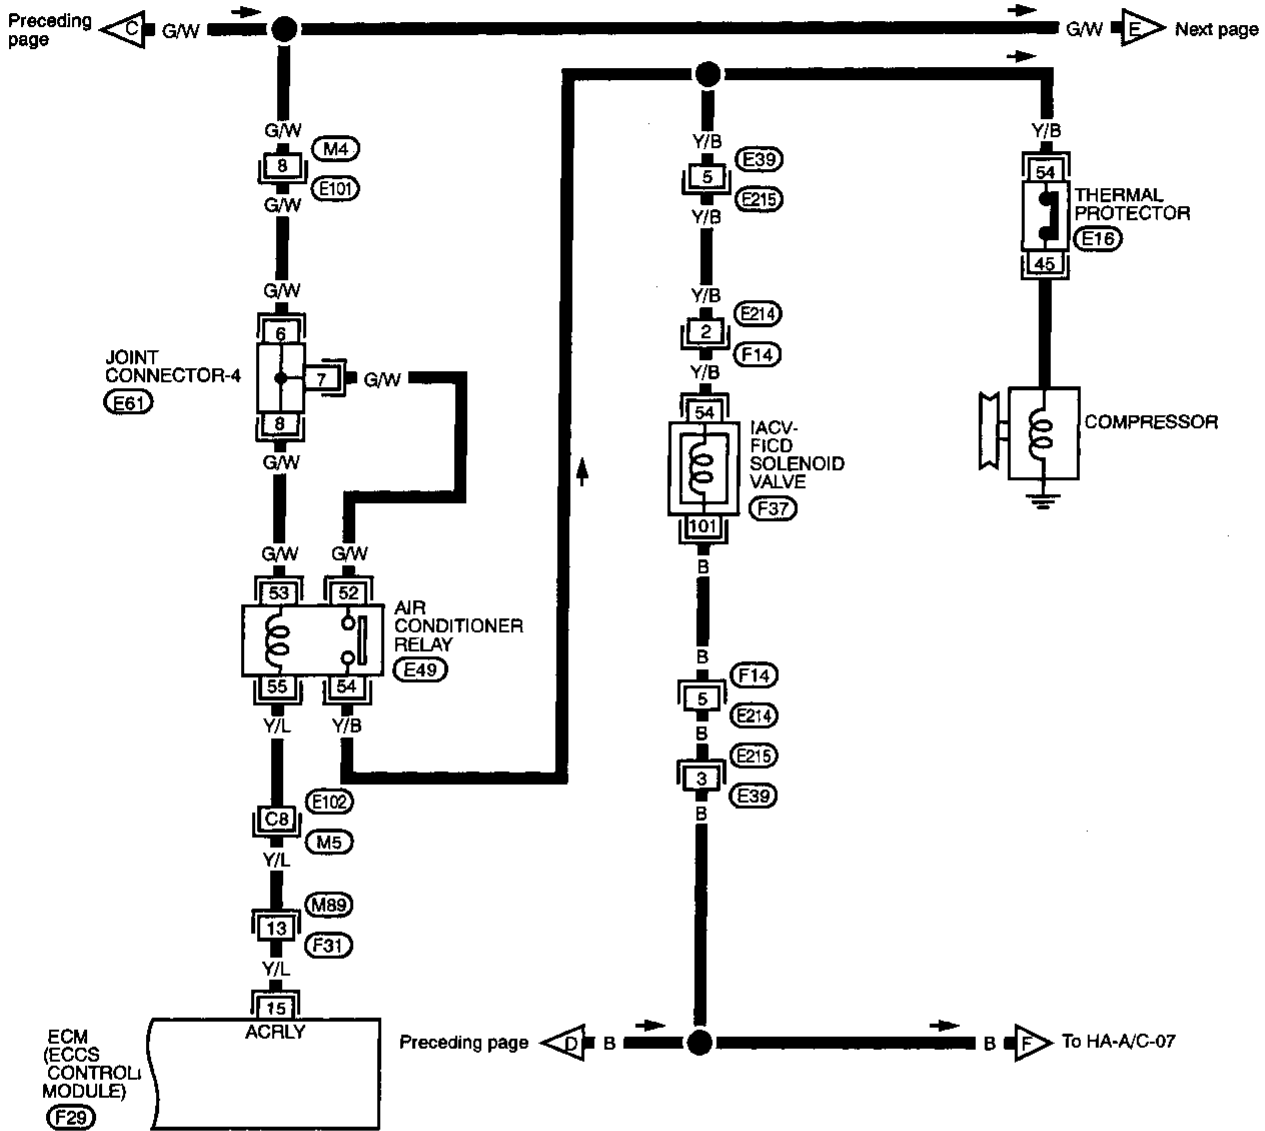 Preceding
page
C
G/W
G/W
E
Next page
G/W
8
M4
E101
G/W
G/W
6
JOINT
CONNECTOR-4
E61
7
G/W
8
G/W
G/W
G/W
53
52
AIR
CONDITIONER
RELAY
E49
55
54
Y/L
Y/B
E102
C8
M5
Y/L
M89
13
F31
Y/L
15
ACRLY
ECM
(ECCS
CONTROL
MODULE)
F29
Y/B
5
E39
E215
Y/B
Y/B
2
E214
F14
Y/B
54
IACV-
FICD
SOLENOID
VALVE
F37
101
B
B
5
F14
E214
B
3
E215
E39
B
Y/B
54
THERMAL
PROTECTOR
E16
45
COMPRESSOR
Preceding page
D
B
B
F
To HA-A/C-07